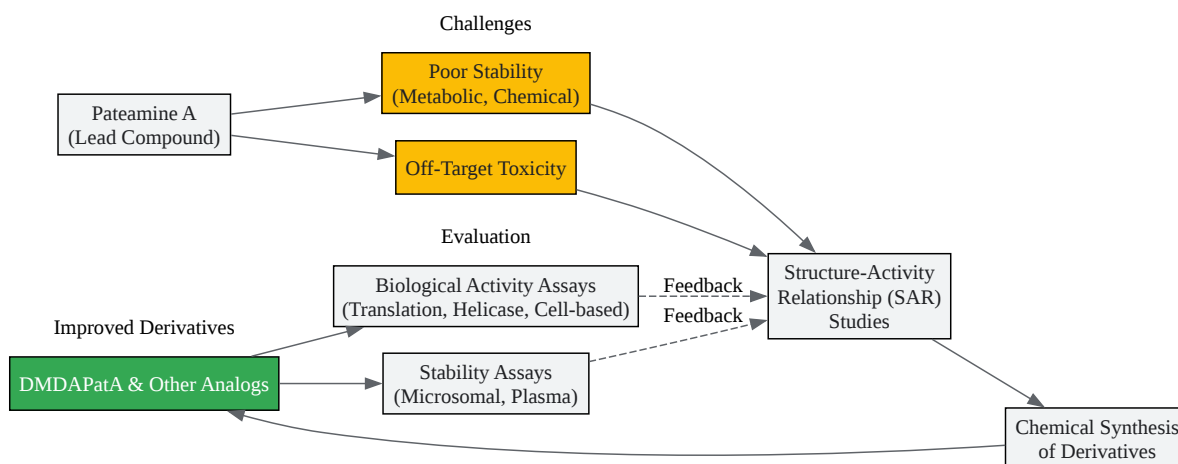 Challenges
Poor Stability
(Metabolic, Chemical)
Pateamine A
(Lead Compound)
Off-Target Toxicity
Evaluation
Biological Activity Assays
(Translation, Helicase, Cell-based)
Feedback
Feedback
Structure-Activity
Relationship (SAR)
Studies
Improved Derivatives
DMDAPatA & Other Analogs
Stability Assays
(Microsomal, Plasma)
Chemical Synthesis
of Derivatives